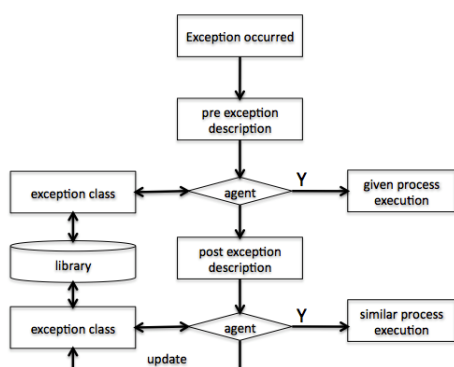 Exception occurred
pre exception
description
exception class
agent
Y
given process
execution
library
post exception
description
exception class
agent
Y
similar process
execution
update